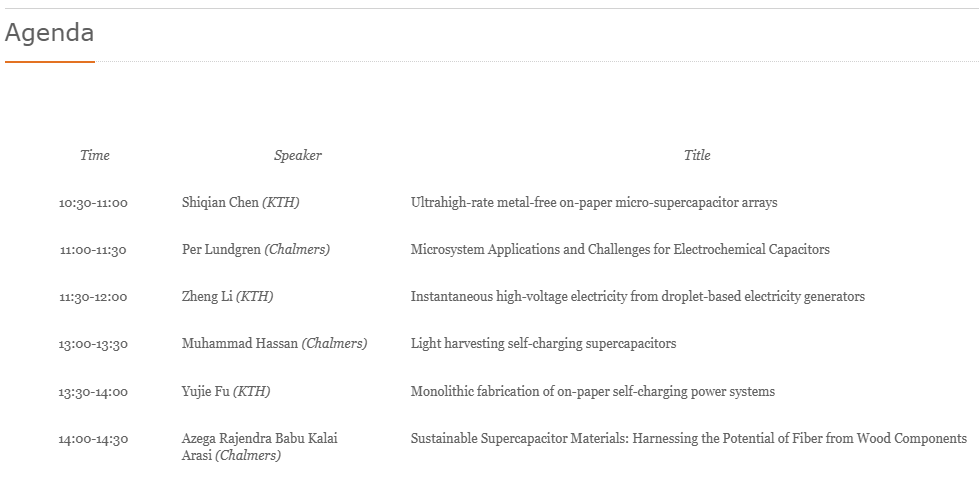 Agenda
Time Speaker Title
10:30-11:00 Shiqian Chen (KTH) Ultrahigh-rate metal-free on-paper micro-supercapacitor arrays
11:00-11:30 Per Lundgren (Chalmers) Microsystem Applications and Challenges for Electrochemical Capacitors
11:30-12:00 Zheng Li (KTH) Instantaneous high-voltage electricity from droplet-based electricity generators
13:00-13:30 Muhammad Hassan (Chalmers) Light harvesting self-charging supercapacitors
13:30-14:00 Yujie Fu (KTH) Monolithic fabrication of on-paper self-charging power systems
14:00-14:30 Azega Rajendra Babu Kalai Sustainable Supercapacitor Materials: Harnessing the Potential of Fiber from Wood Components
Arasi (Chalmers)